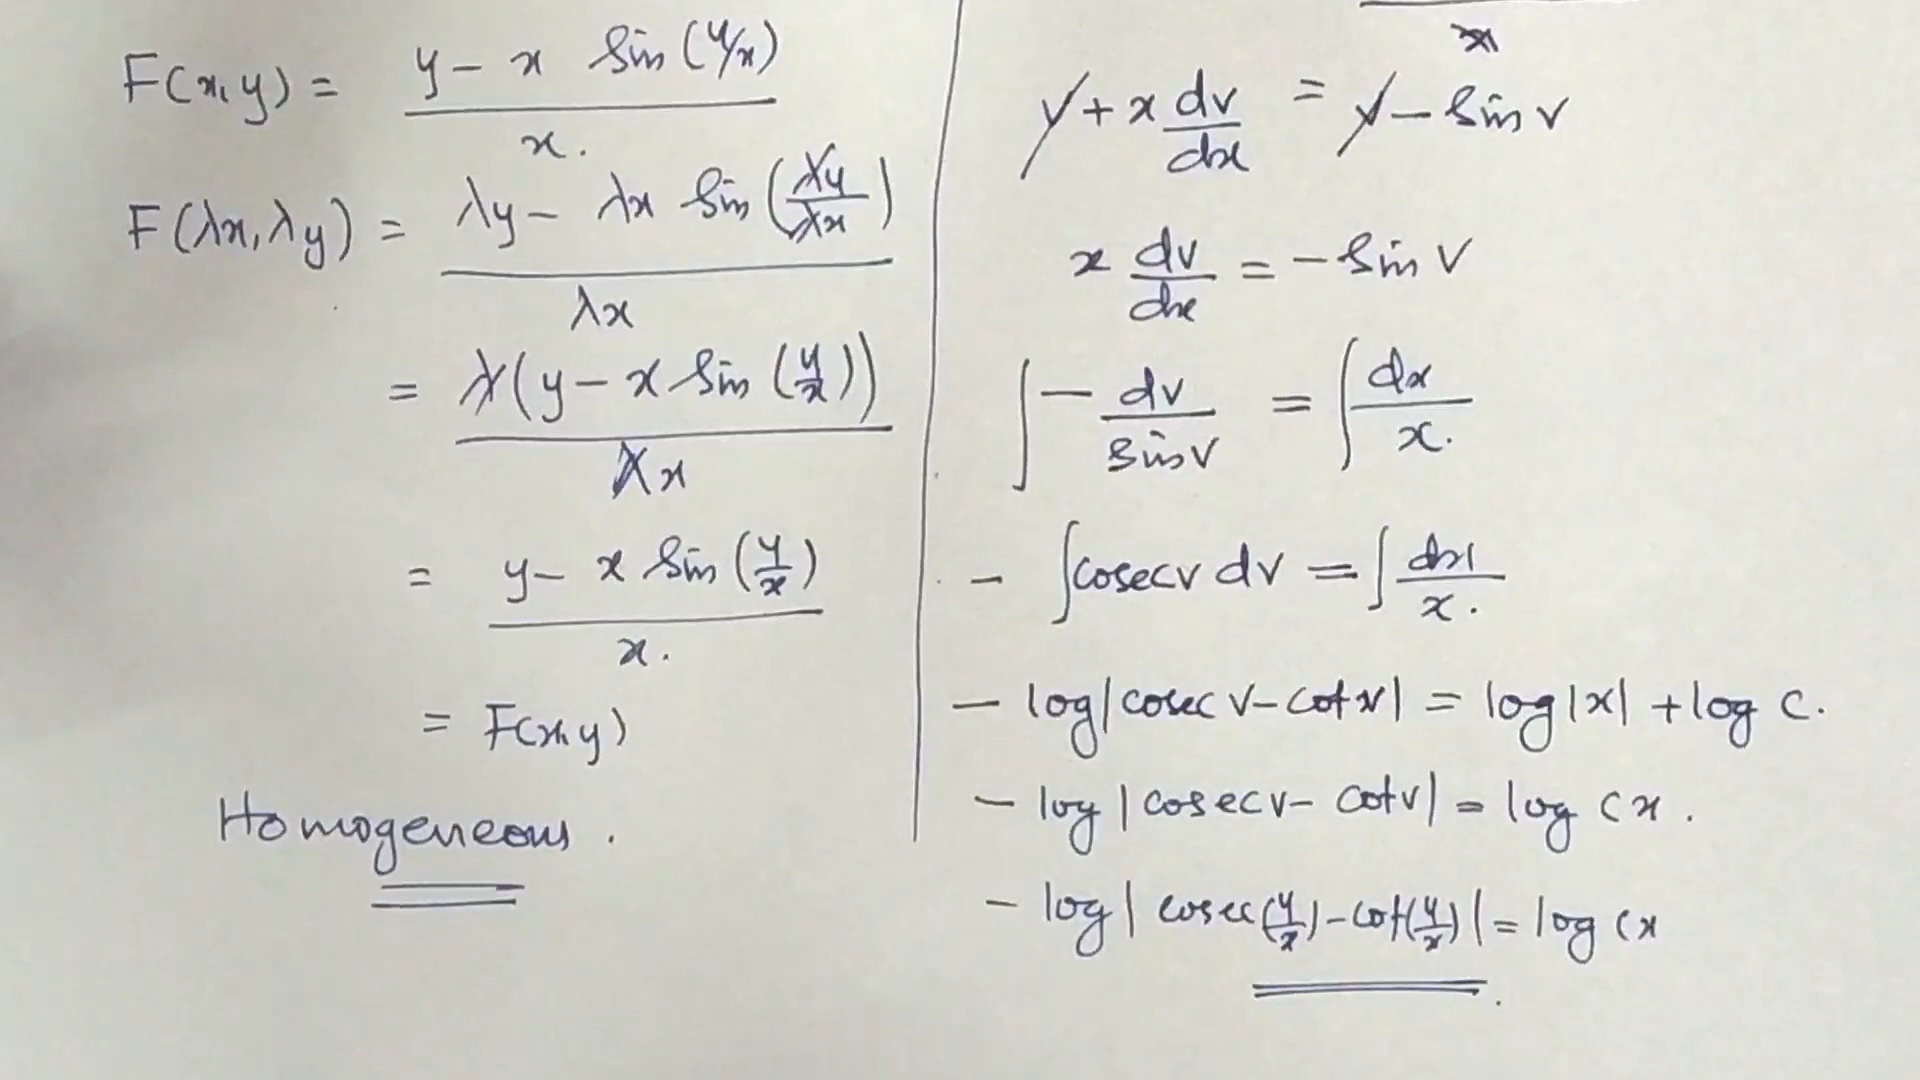 F(x,y) = y - x sin(y/x) / x.
F(λx,λy) = λy - λx sin(λy/λx) / λx
= λ(y - x sin(y/x)) / λx
= y - x sin(y/x) / x.
= F(x,y)
Homogeneous.
x
v + x dv/dx = v - sin v
x dv/dx = - sin v
∫ - dv/sin v = ∫ dx/x.
- ∫cosec v dv = ∫ dx/x.
- log|cosec v - cot v| = log|x| + log c.
- log|cosec v - cot v| = log cx.
- log|cosec(y/x) - cot(y/x)| = log cx